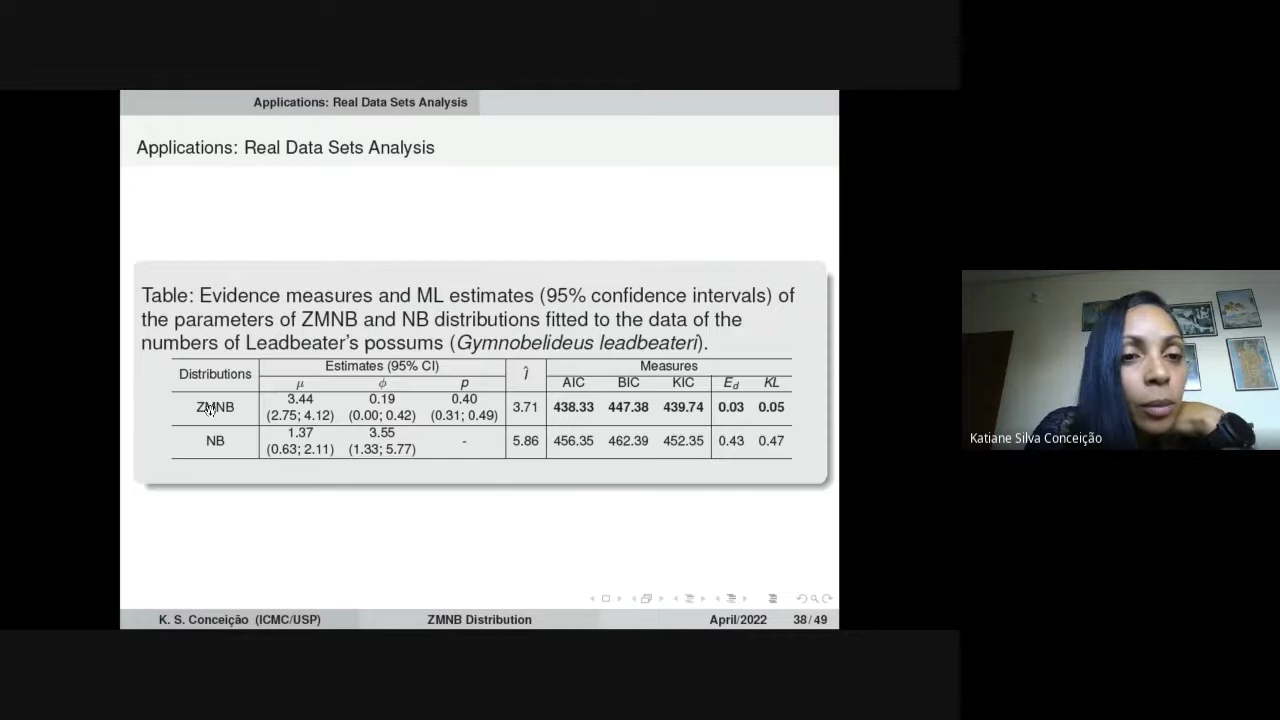 Applications: Real Data Sets Analysis
Applications: Real Data Sets Analysis
Table: Evidence measures and ML estimates (95% confidence intervals) of
the parameters of ZMNB and NB distributions fitted to the data of the
numbers of Leadbeater's possums (Gymnobelideus leadbeateri).
Distributions Estimates (95% CI) Î Measures
μ ϕ p AIC BIC KIC E_d KL
ZMNB 3.44 0.19 0.40 3.71 438.33 447.38 439.74 0.03 0.05
(2.75; 4.12) (0.00; 0.42) (0.31; 0.49)
NB 1.37 3.55 - 5.86 456.35 462.39 452.35 0.43 0.47
(0.63; 2.11) (1.33; 5.77)
K. S. Conceição (ICMC/USP) ZMNB Distribution April/2022 38/49
Katiane Silva Conceição